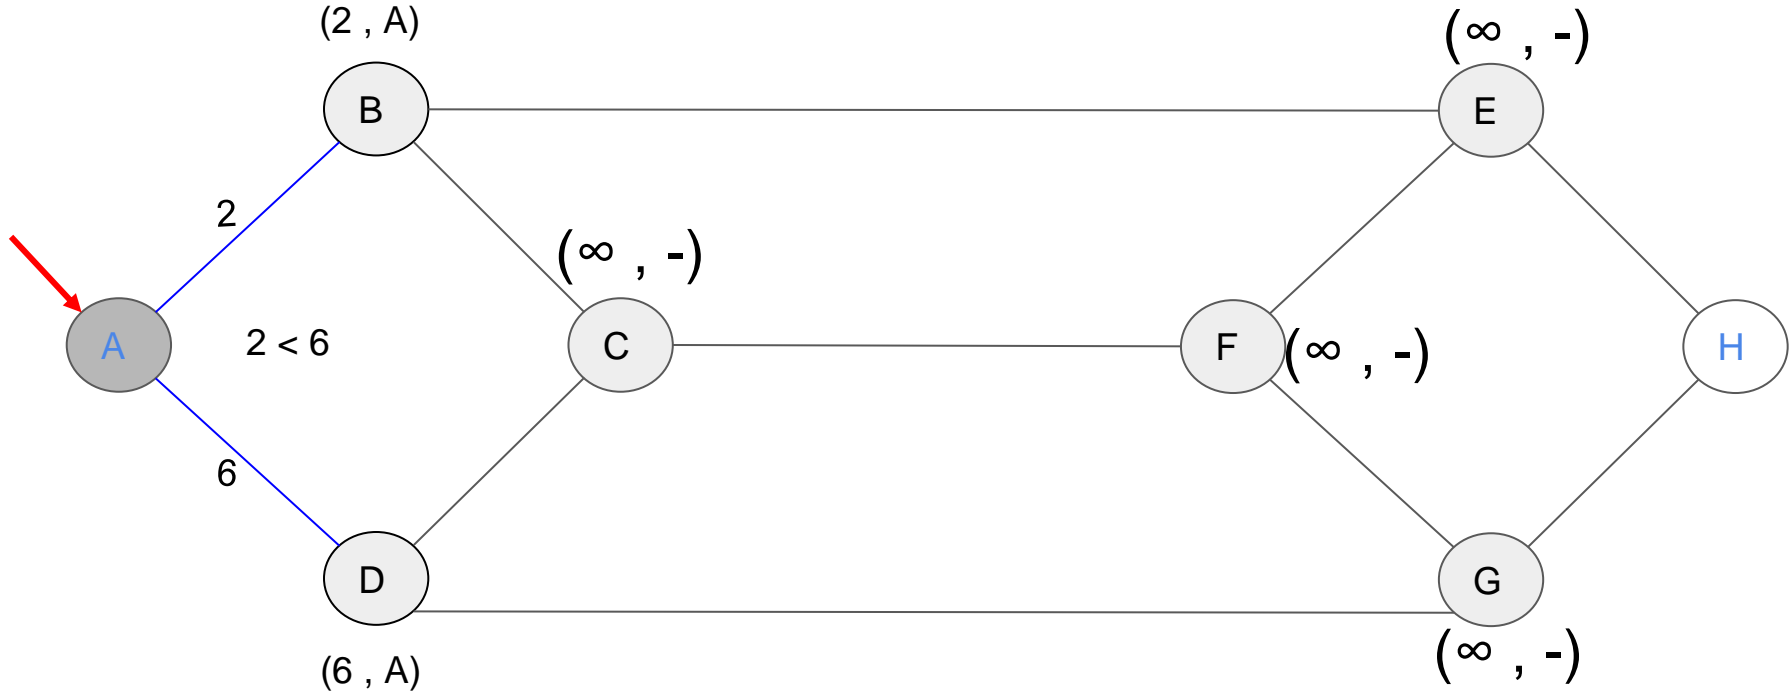 (2 , A)
(∞ , -)
B
E
2
(∞ , -)
A
2 < 6
C
F
(∞ , -)
H
6
D
G
(6 , A)
(∞ , -)